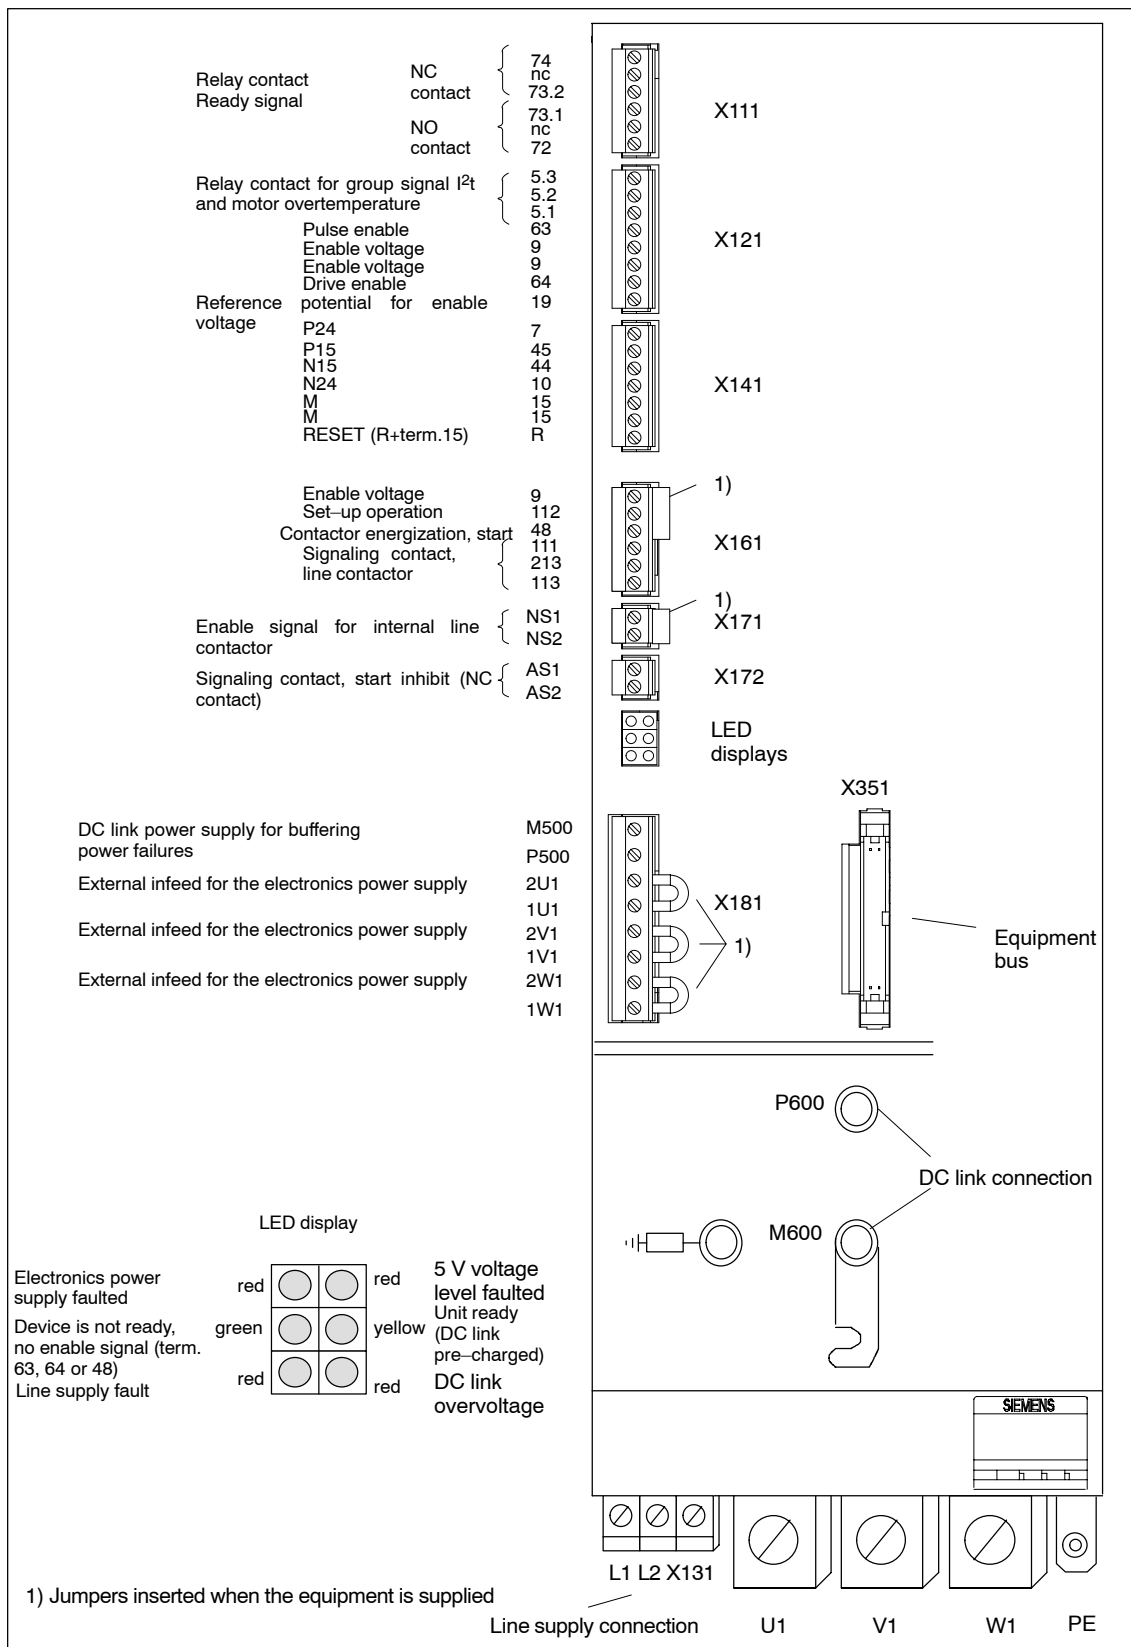 Relay contact
Ready signal
NC
contact
74
nc
73.2
NO
contact
73.1
nc
72
X111
Relay contact for group signal I²t
and motor overtemperature
5.3
5.2
5.1
Pulse enable 63
Enable voltage 9
Enable voltage 9
Drive enable 64
Reference potential for enable
voltage
19
X121
P24 7
P15 45
N15 44
N24 10
M 15
M 15
RESET (R+term.15) R
X141
Enable voltage 9
Set–up operation 112
Contactor energization, start 48
Signaling contact,
line contactor
111
213
113
1)
X161
Enable signal for internal line
contactor
NS1
NS2
1)
X171
Signaling contact, start inhibit (NC
contact)
AS1
AS2
X172
LED
displays
X351
DC link power supply for buffering
power failures
M500
P500
External infeed for the electronics power supply 2U1
1U1
External infeed for the electronics power supply 2V1
1V1
External infeed for the electronics power supply 2W1
1W1
X181
1)
Equipment
bus
P600
DC link connection
M600
LED display
Electronics power
supply faulted
red
red
5 V voltage
level faulted
Device is not ready,
no enable signal (term.
63, 64 or 48)
green
yellow
Unit ready
(DC link
pre–charged)
Line supply fault
red
red
DC link
overvoltage
SIEMENS
L1 L2 X131
1) Jumpers inserted when the equipment is supplied
Line supply connection
U1
V1
W1
PE